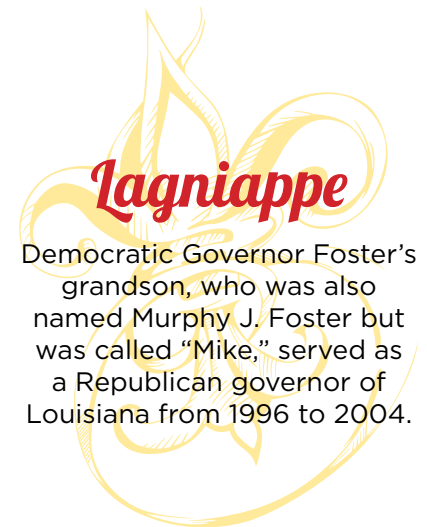 Lagniappe
Democratic Governor Foster’s
grandson, who was also
named Murphy J. Foster but
was called “Mike,” served as
a Republican governor of
Louisiana from 1996 to 2004.